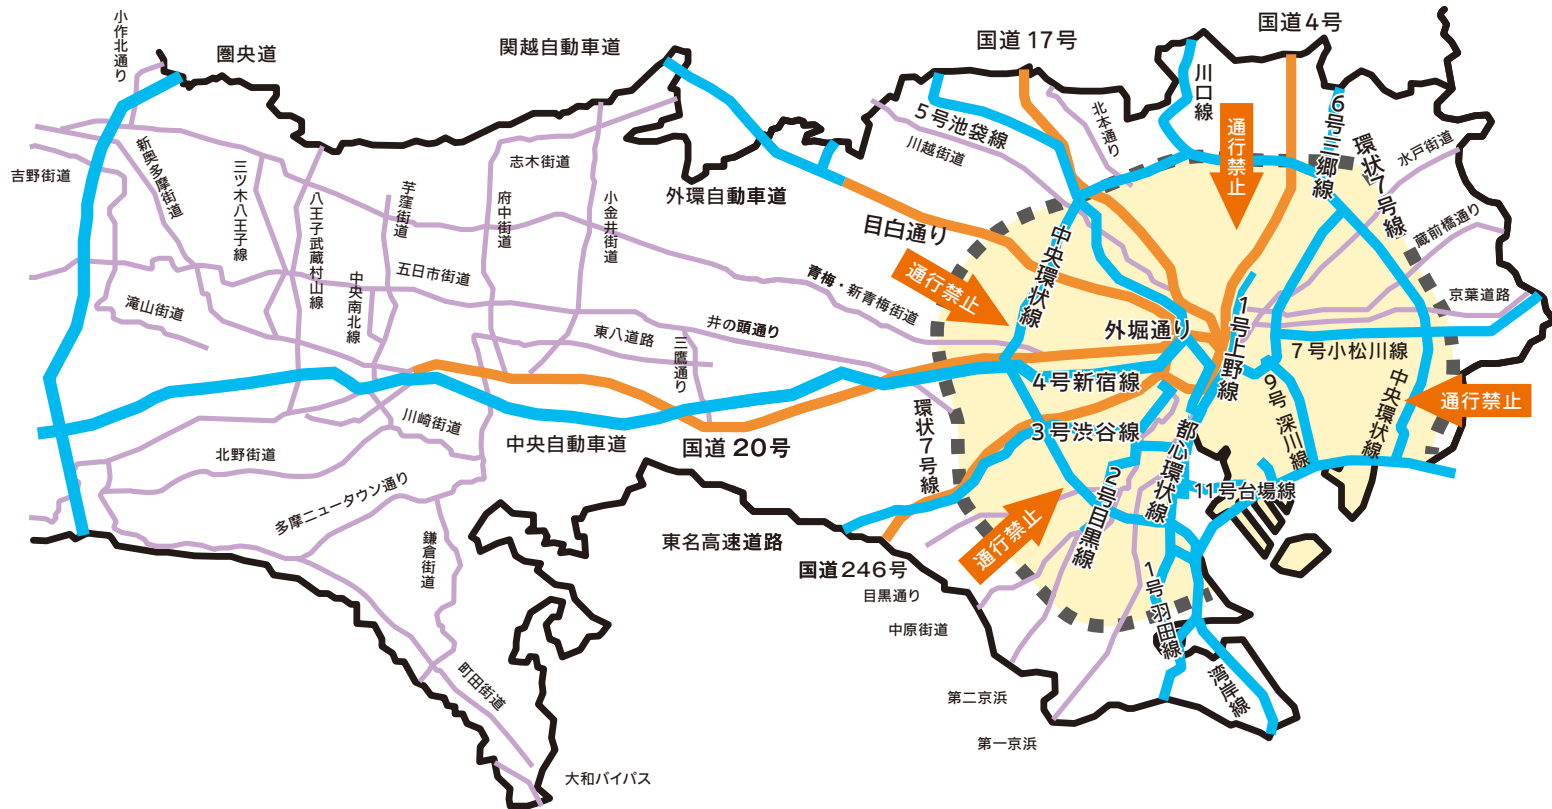 小作北通り
圏央道
関越自動車道
国道17号
国道4号
川口線
6号三郷線
北本通り
5号池袋線
川越街道
通行禁止
環状7号線
水戸街道
蔵前橋通り
吉野街道
新奥多摩街道
三ツ木八王子線
八王子武蔵村山線
芋窪街道
府中街道
志木街道
小金井街道
外環自動車道
目白通り
通行禁止
中央環状線
青梅・新青梅街道
五日市街道
中央南北線
滝山街道
東八道路
三鷹通り
井の頭通り
外堀通り
1号上野線
京葉道路
7号小松川線
4号新宿線
9号深川線
中央環状線
通行禁止
環状7号線
3号渋谷線
都心環状線
川崎街道
中央自動車道
国道20号
北野街道
多摩ニュータウン通り
鎌倉街道
2号目黒線
11号台場線
東名高速道路
通行禁止
国道246号
目黒通り
中原街道
1号羽田線
湾岸線
第二京浜
第一京浜
町田街道
大和バイパス